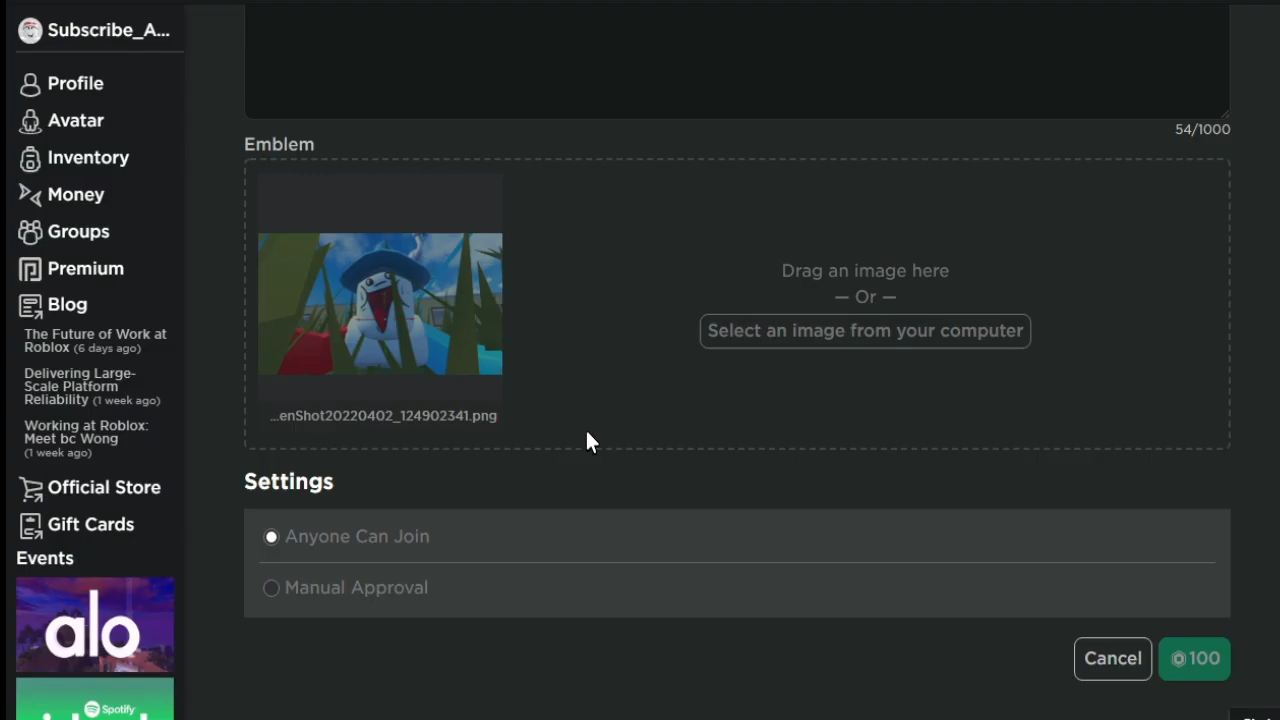 Subscribe_A...
Profile
Avatar
Inventory
Money
Groups
Premium
Blog
The Future of Work at
Roblox (6 days ago)
Delivering Large-
Scale Platform
Reliability (1 week ago)
Working at Roblox:
Meet bc Wong
(1 week ago)
Official Store
Gift Cards
Events
alo
Spotify
54/1000
Emblem
Drag an image here
— Or —
Select an image from your computer
...enShot20220402_124902341.png
Settings
Anyone Can Join
Manual Approval
Cancel
100